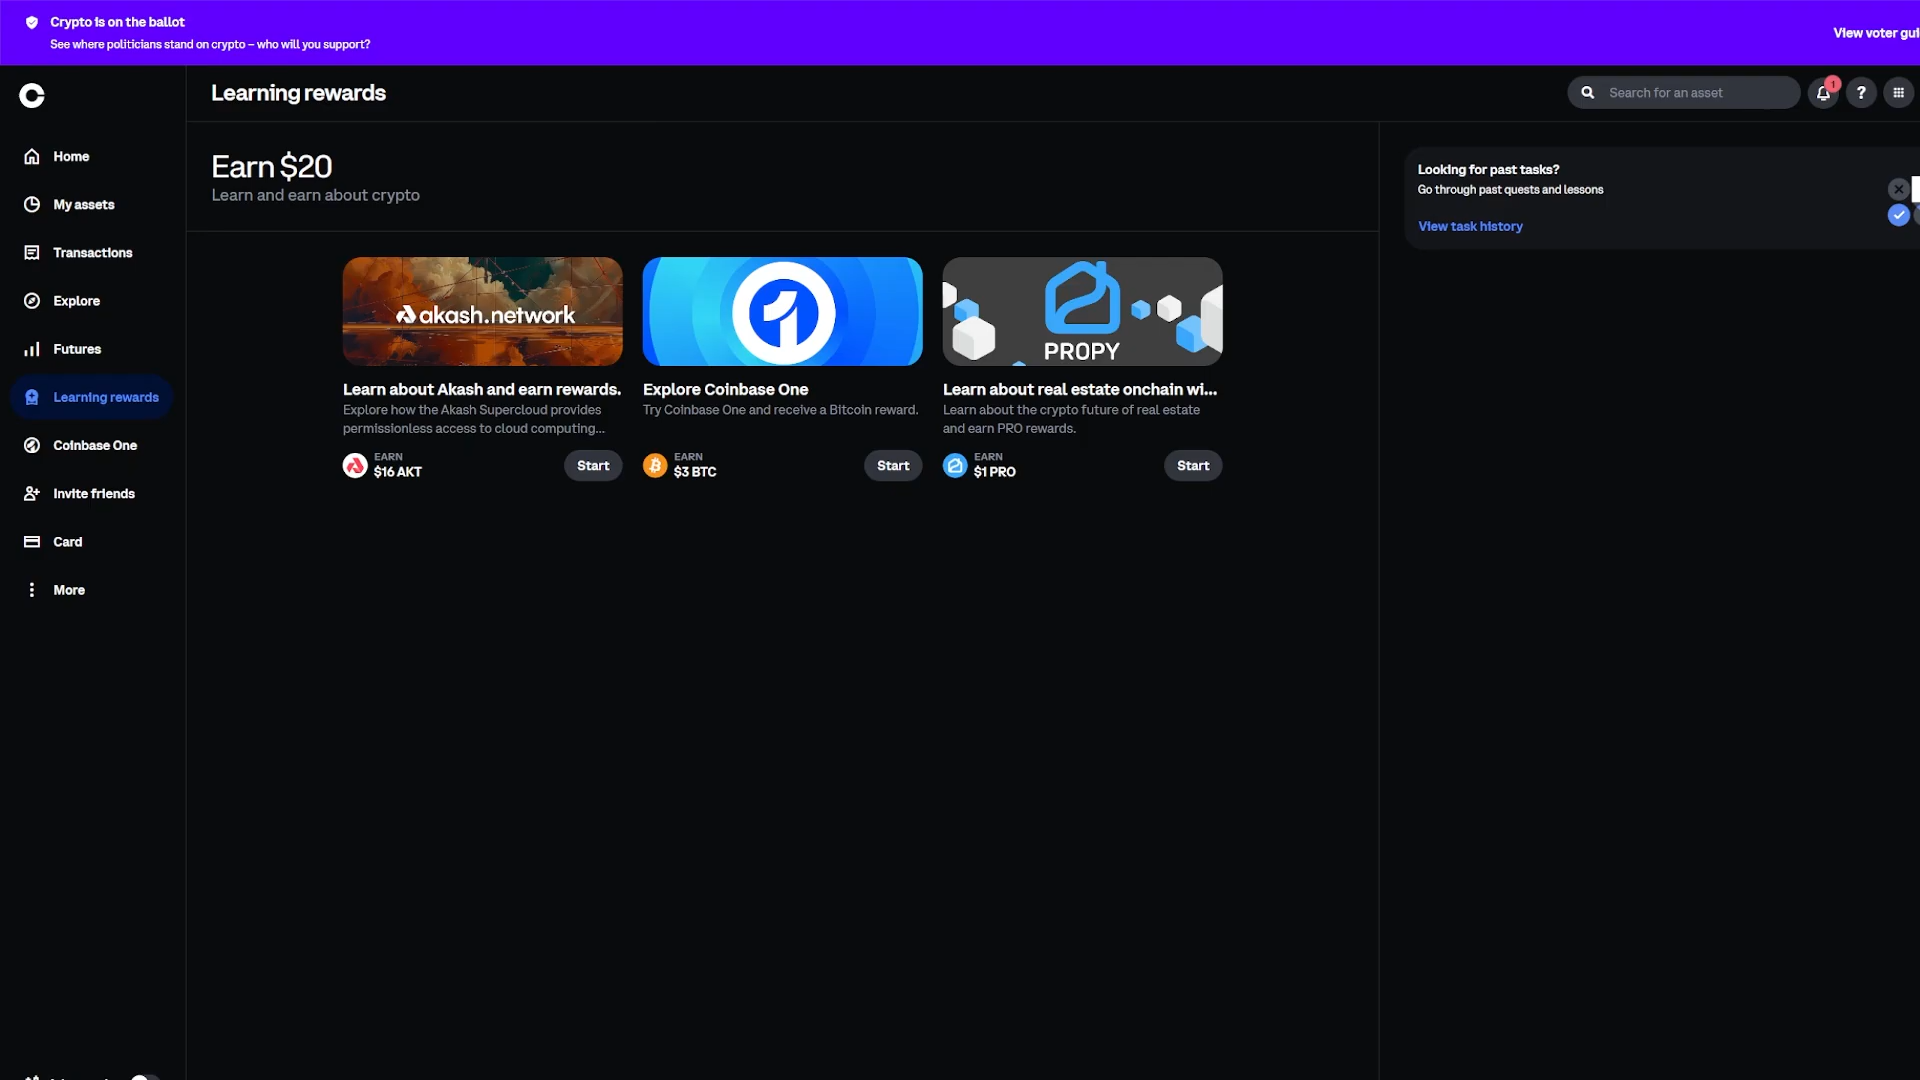 Crypto is on the ballot
See where politicians stand on crypto – who will you support?
View voter gui
Learning rewards
Search for an asset
1
?
Home
My assets
Transactions
Explore
Futures
Learning rewards
Coinbase One
Invite friends
Card
More
Earn $20
Learn and earn about crypto
akash.network
Learn about Akash and earn rewards.
Explore how the Akash Supercloud provides
permissionless access to cloud computing...
EARN
$16 AKT
Start
Explore Coinbase One
Try Coinbase One and receive a Bitcoin reward.
EARN
$3 BTC
Start
PROPY
Learn about real estate onchain wi...
Learn about the crypto future of real estate
and earn PRO rewards.
EARN
$1 PRO
Start
Looking for past tasks?
Go through past quests and lessons
View task history